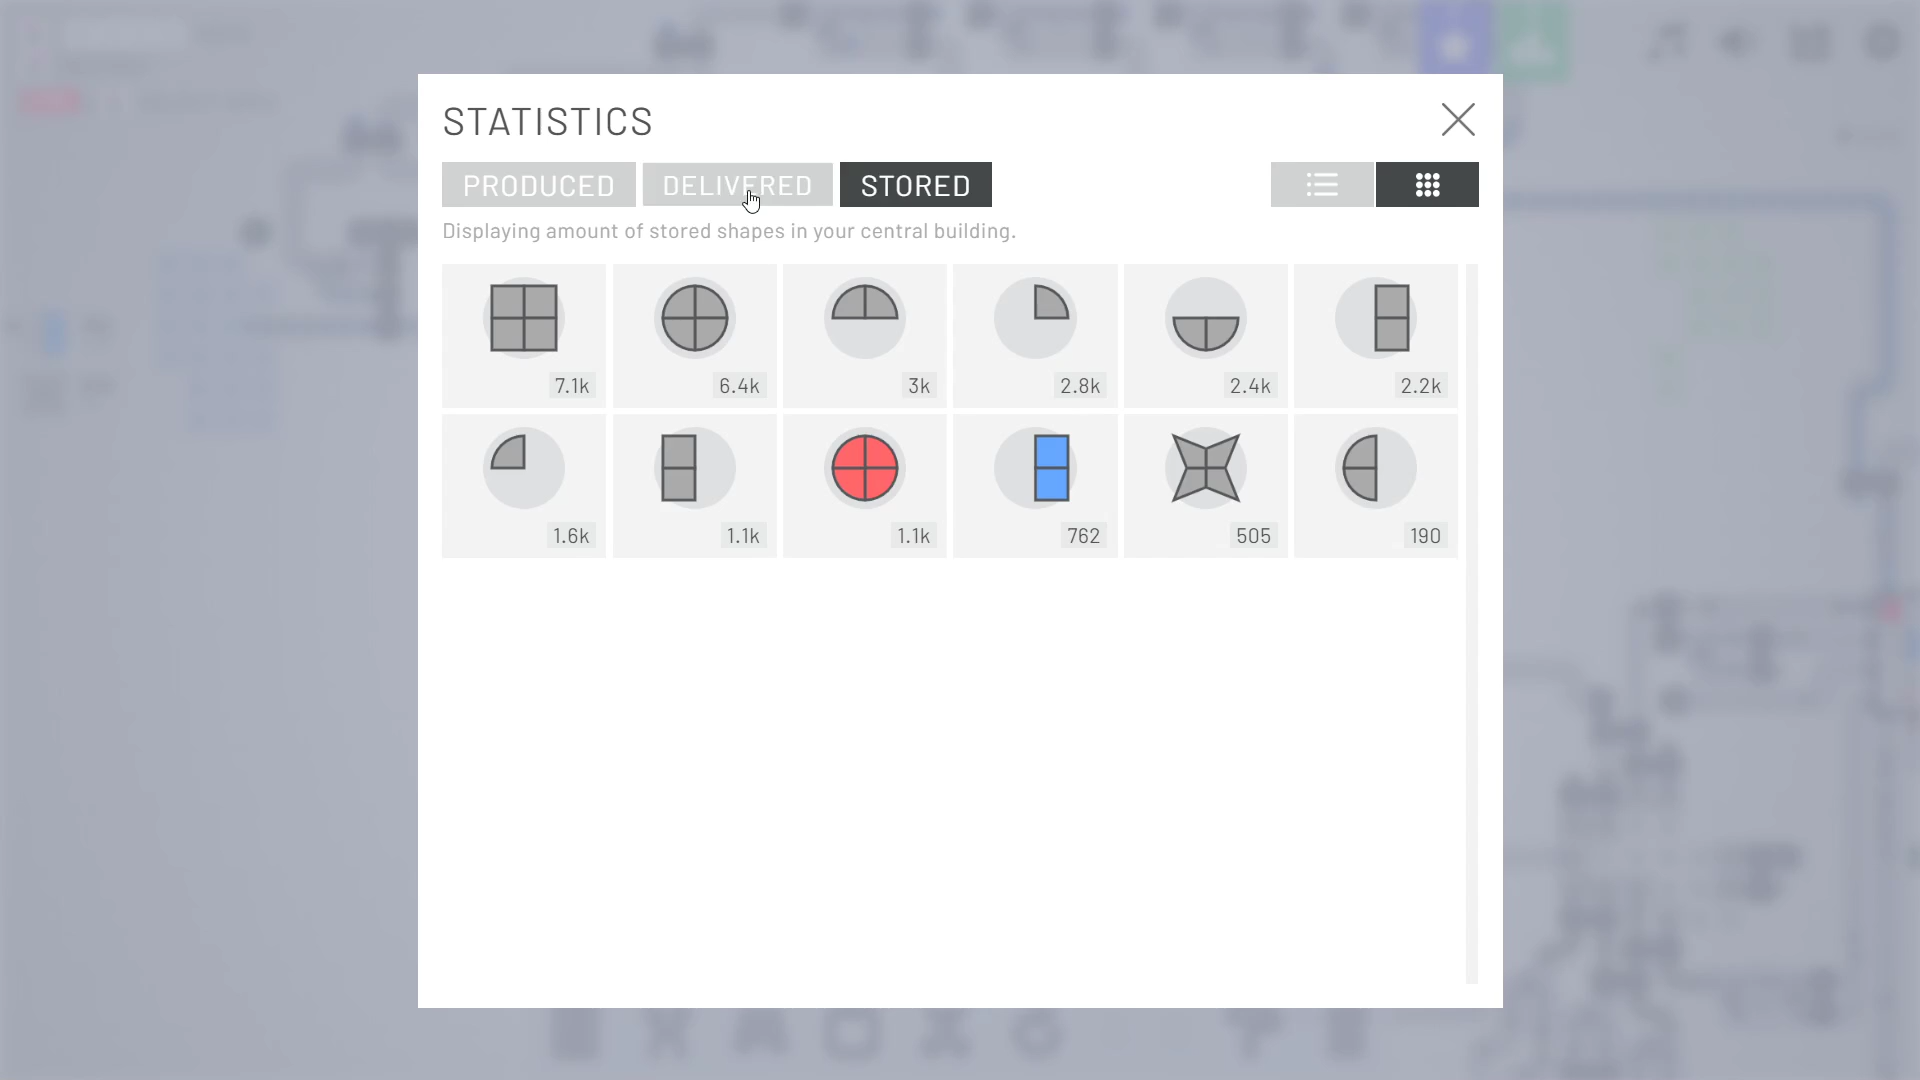 STATISTICS
PRODUCED DELIVERED STORED
Displaying amount of stored shapes in your central building.
7.1k 6.4k 3k 2.8k 2.4k 2.2k
1.6k 1.1k 1.1k 762 505 190